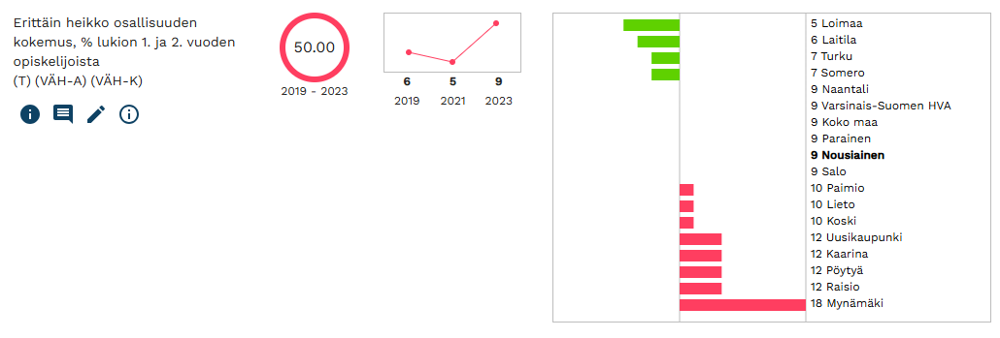 Erittäin heikko osallisuuden
kokemus, % lukion 1. ja 2. vuoden
opiskelijoista
(T) (VÄH-A) (VÄH-K)
50.00
2019 - 2023
6 5 9
2019 2021 2023
5 Loimaa
6 Laitila
7 Turku
7 Somero
9 Naantali
9 Varsinais-Suomen HVA
9 Koko maa
9 Parainen
9 Nousiainen
9 Salo
10 Paimio
10 Lieto
10 Koski
12 Uusikaupunki
12 Kaarina
12 Pöytyä
12 Raisio
18 Mynämäki